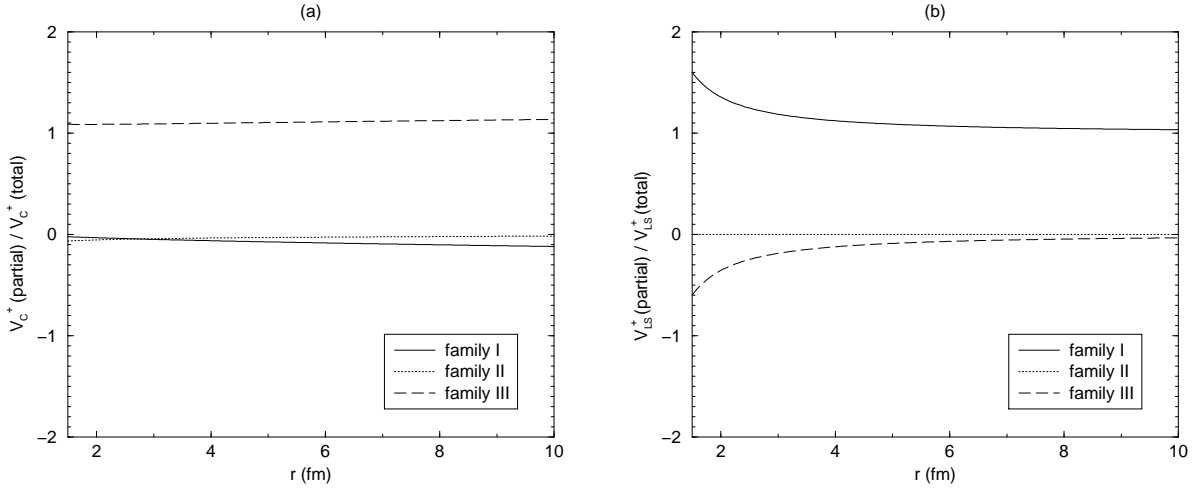 (a)
2
1
0
−1
−2
V_C^+ (partial) / V_C^+ (total)
2 4 6 8 10
r (fm)
family I
family II
family III
(b)
2
1
0
−1
−2
V_LS^+ (partial) / V_LS^+ (total)
2 4 6 8 10
r (fm)
family I
family II
family III